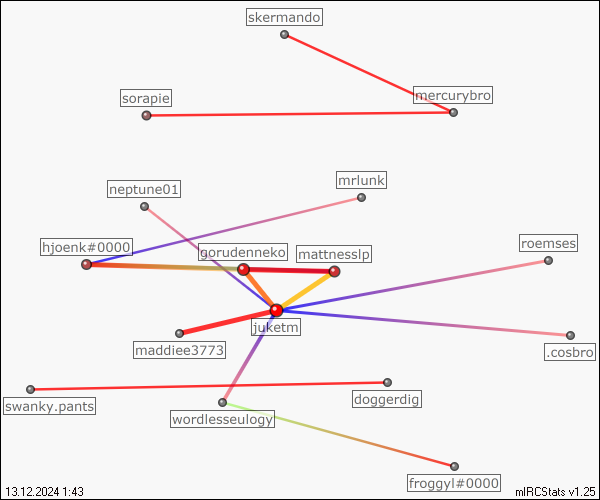 skermando
mercurybro
sorapie
mrlunk
neptune01
roemses
hjoenk#0000
gorudenneko
mattnesslp
juketm
maddiee3773
.cosbro
doggerdig
swanky.pants
wordlesseulogy
froggyl#0000
13.12.2024 1:43
mIRCStats v1.25